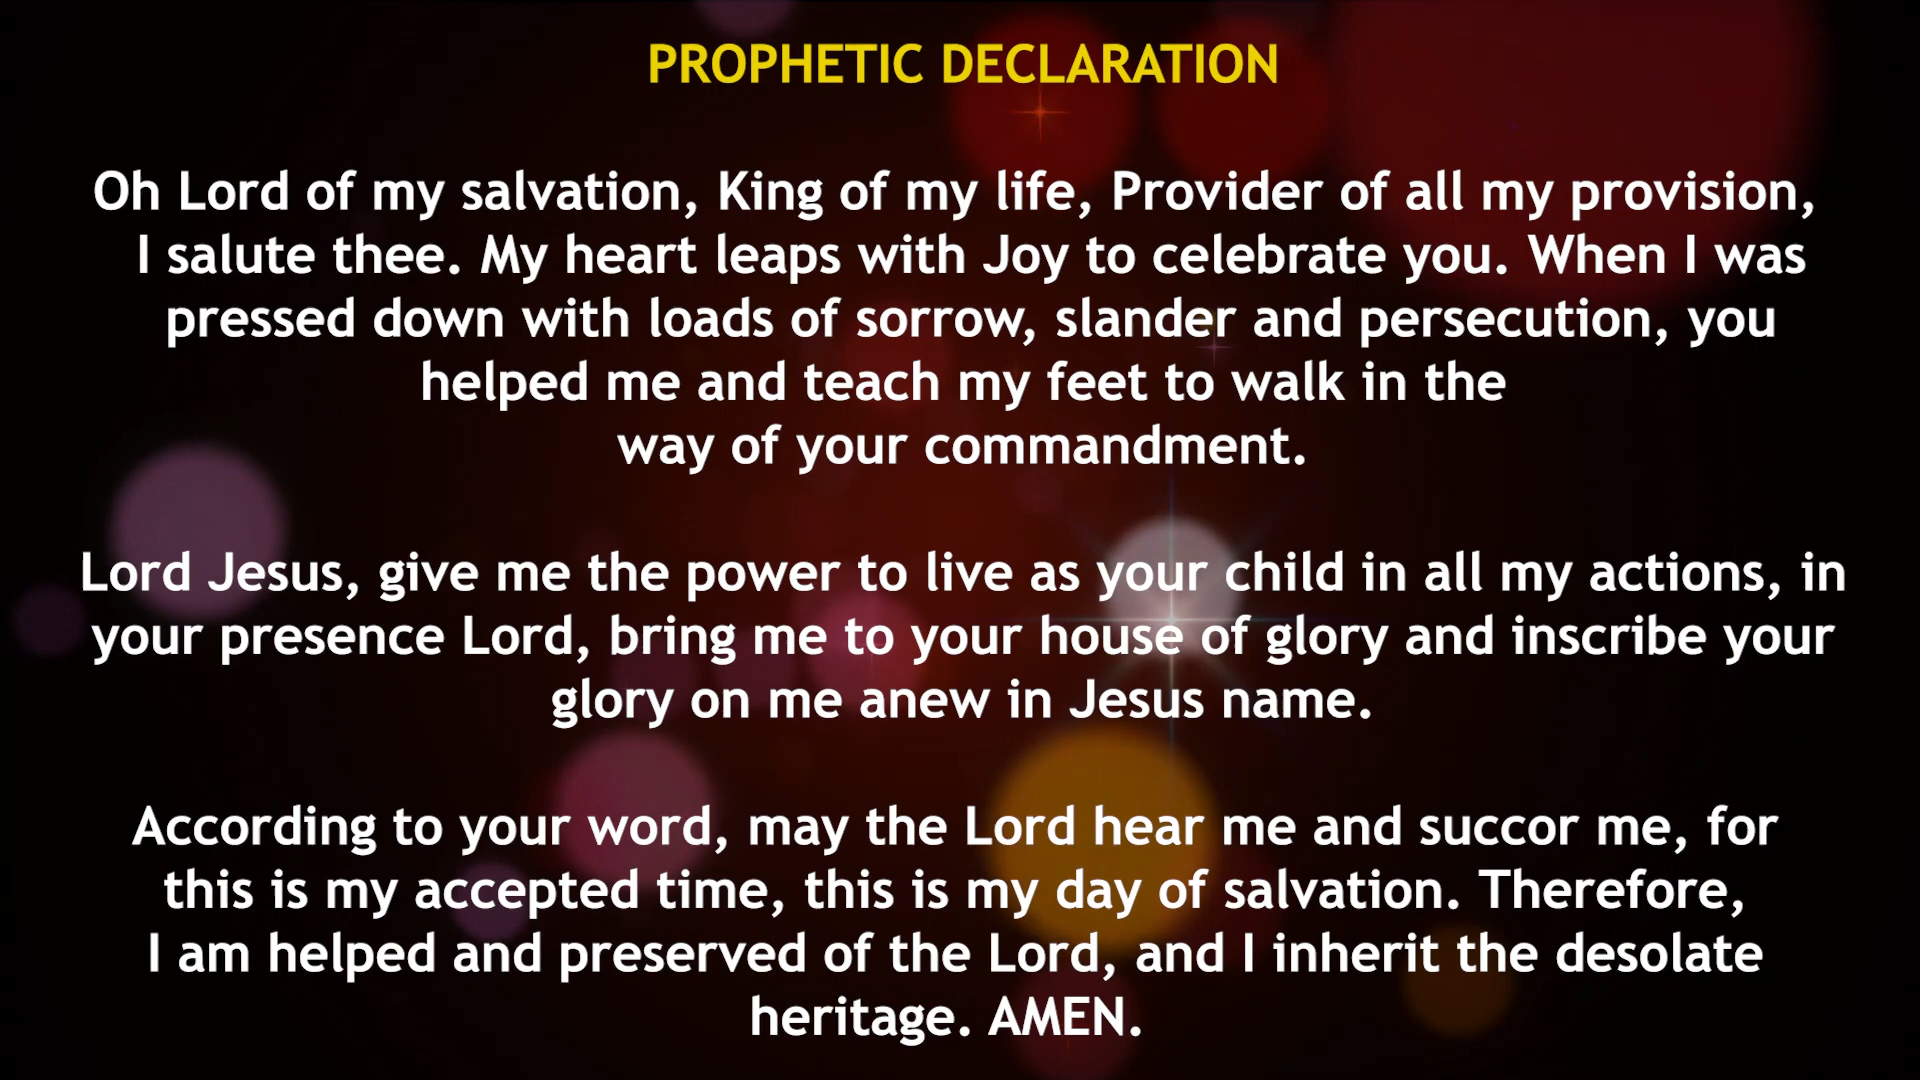 PROPHETIC DECLARATION
Oh Lord of my salvation, King of my life, Provider of all my provision,
I salute thee. My heart leaps with Joy to celebrate you. When I was
pressed down with loads of sorrow, slander and persecution, you
helped me and teach my feet to walk in the
way of your commandment.
Lord Jesus, give me the power to live as your child in all my actions, in
your presence Lord, bring me to your house of glory and inscribe your
glory on me anew in Jesus name.
According to your word, may the Lord hear me and succor me, for
this is my accepted time, this is my day of salvation. Therefore,
I am helped and preserved of the Lord, and I inherit the desolate
heritage. AMEN.